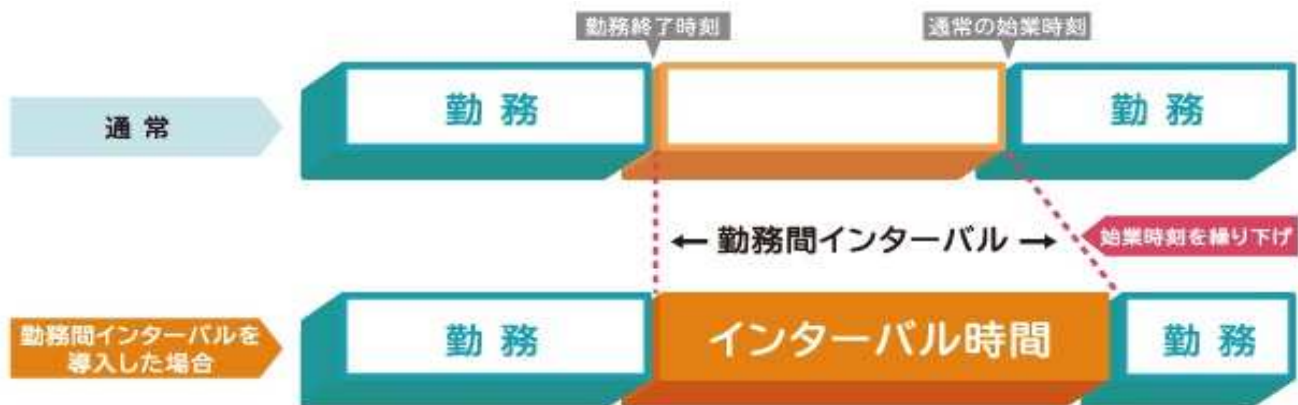 勤務終了時刻
通常の始業時刻
通常
勤務
勤務
← 勤務間インターバル →
始業時刻を繰り下げ
勤務間インターバルを
導入した場合
勤務
インターバル時間
勤務